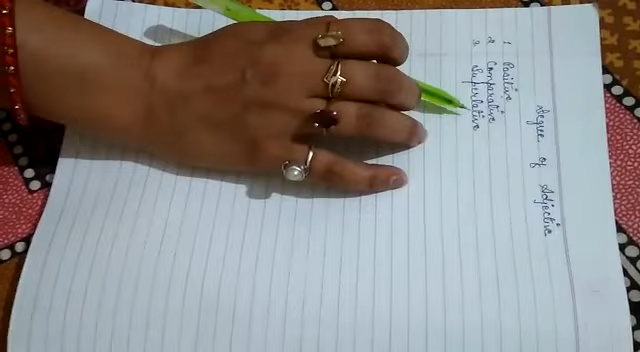 Degree of Adjective
1 Positive
2 Comparative
3 Superlative